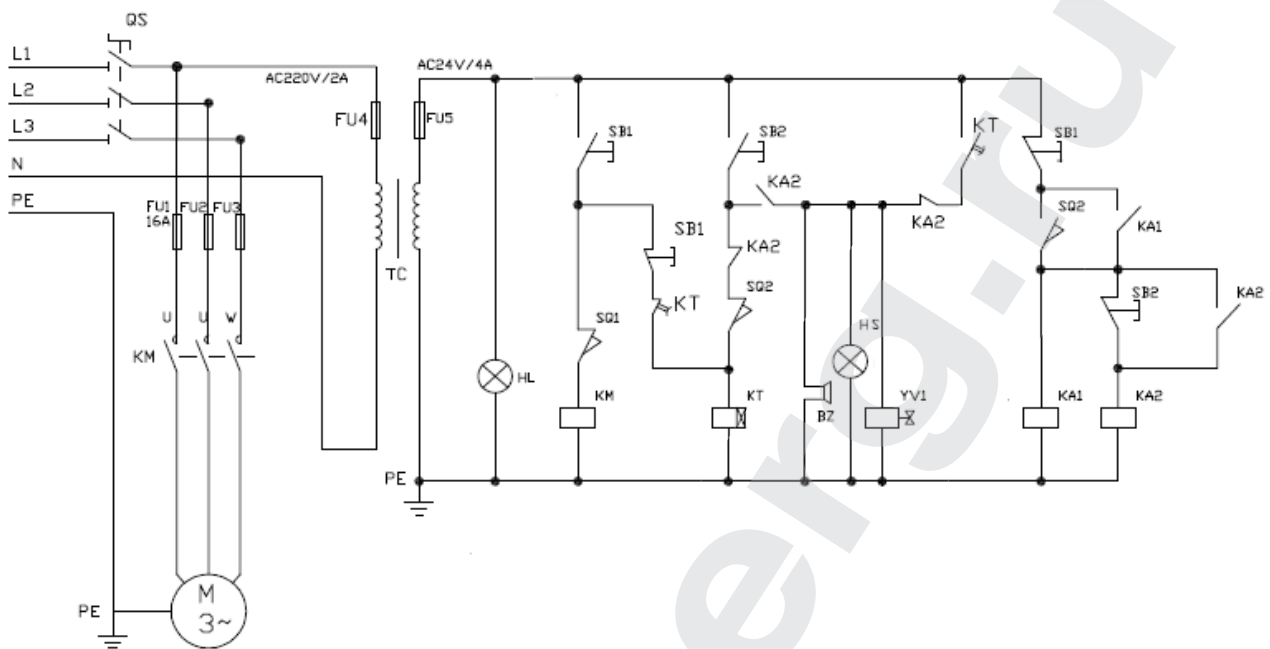 QS
L1
L2
L3
N
PE
AC220V/2A
AC24V/4A
FU4
FU5
FU1
16A
FU2
FU3
TC
U
U
W
KM
M
3~
PE
PE
HL
SB1
SB1
KT
SQ1
KM
SB2
KA2
KA2
SQ2
KT
BZ
HS
YV1
KA2
KT
SB1
SQ2
KA1
SB2
KA2
KA1
KA2
erg.ru